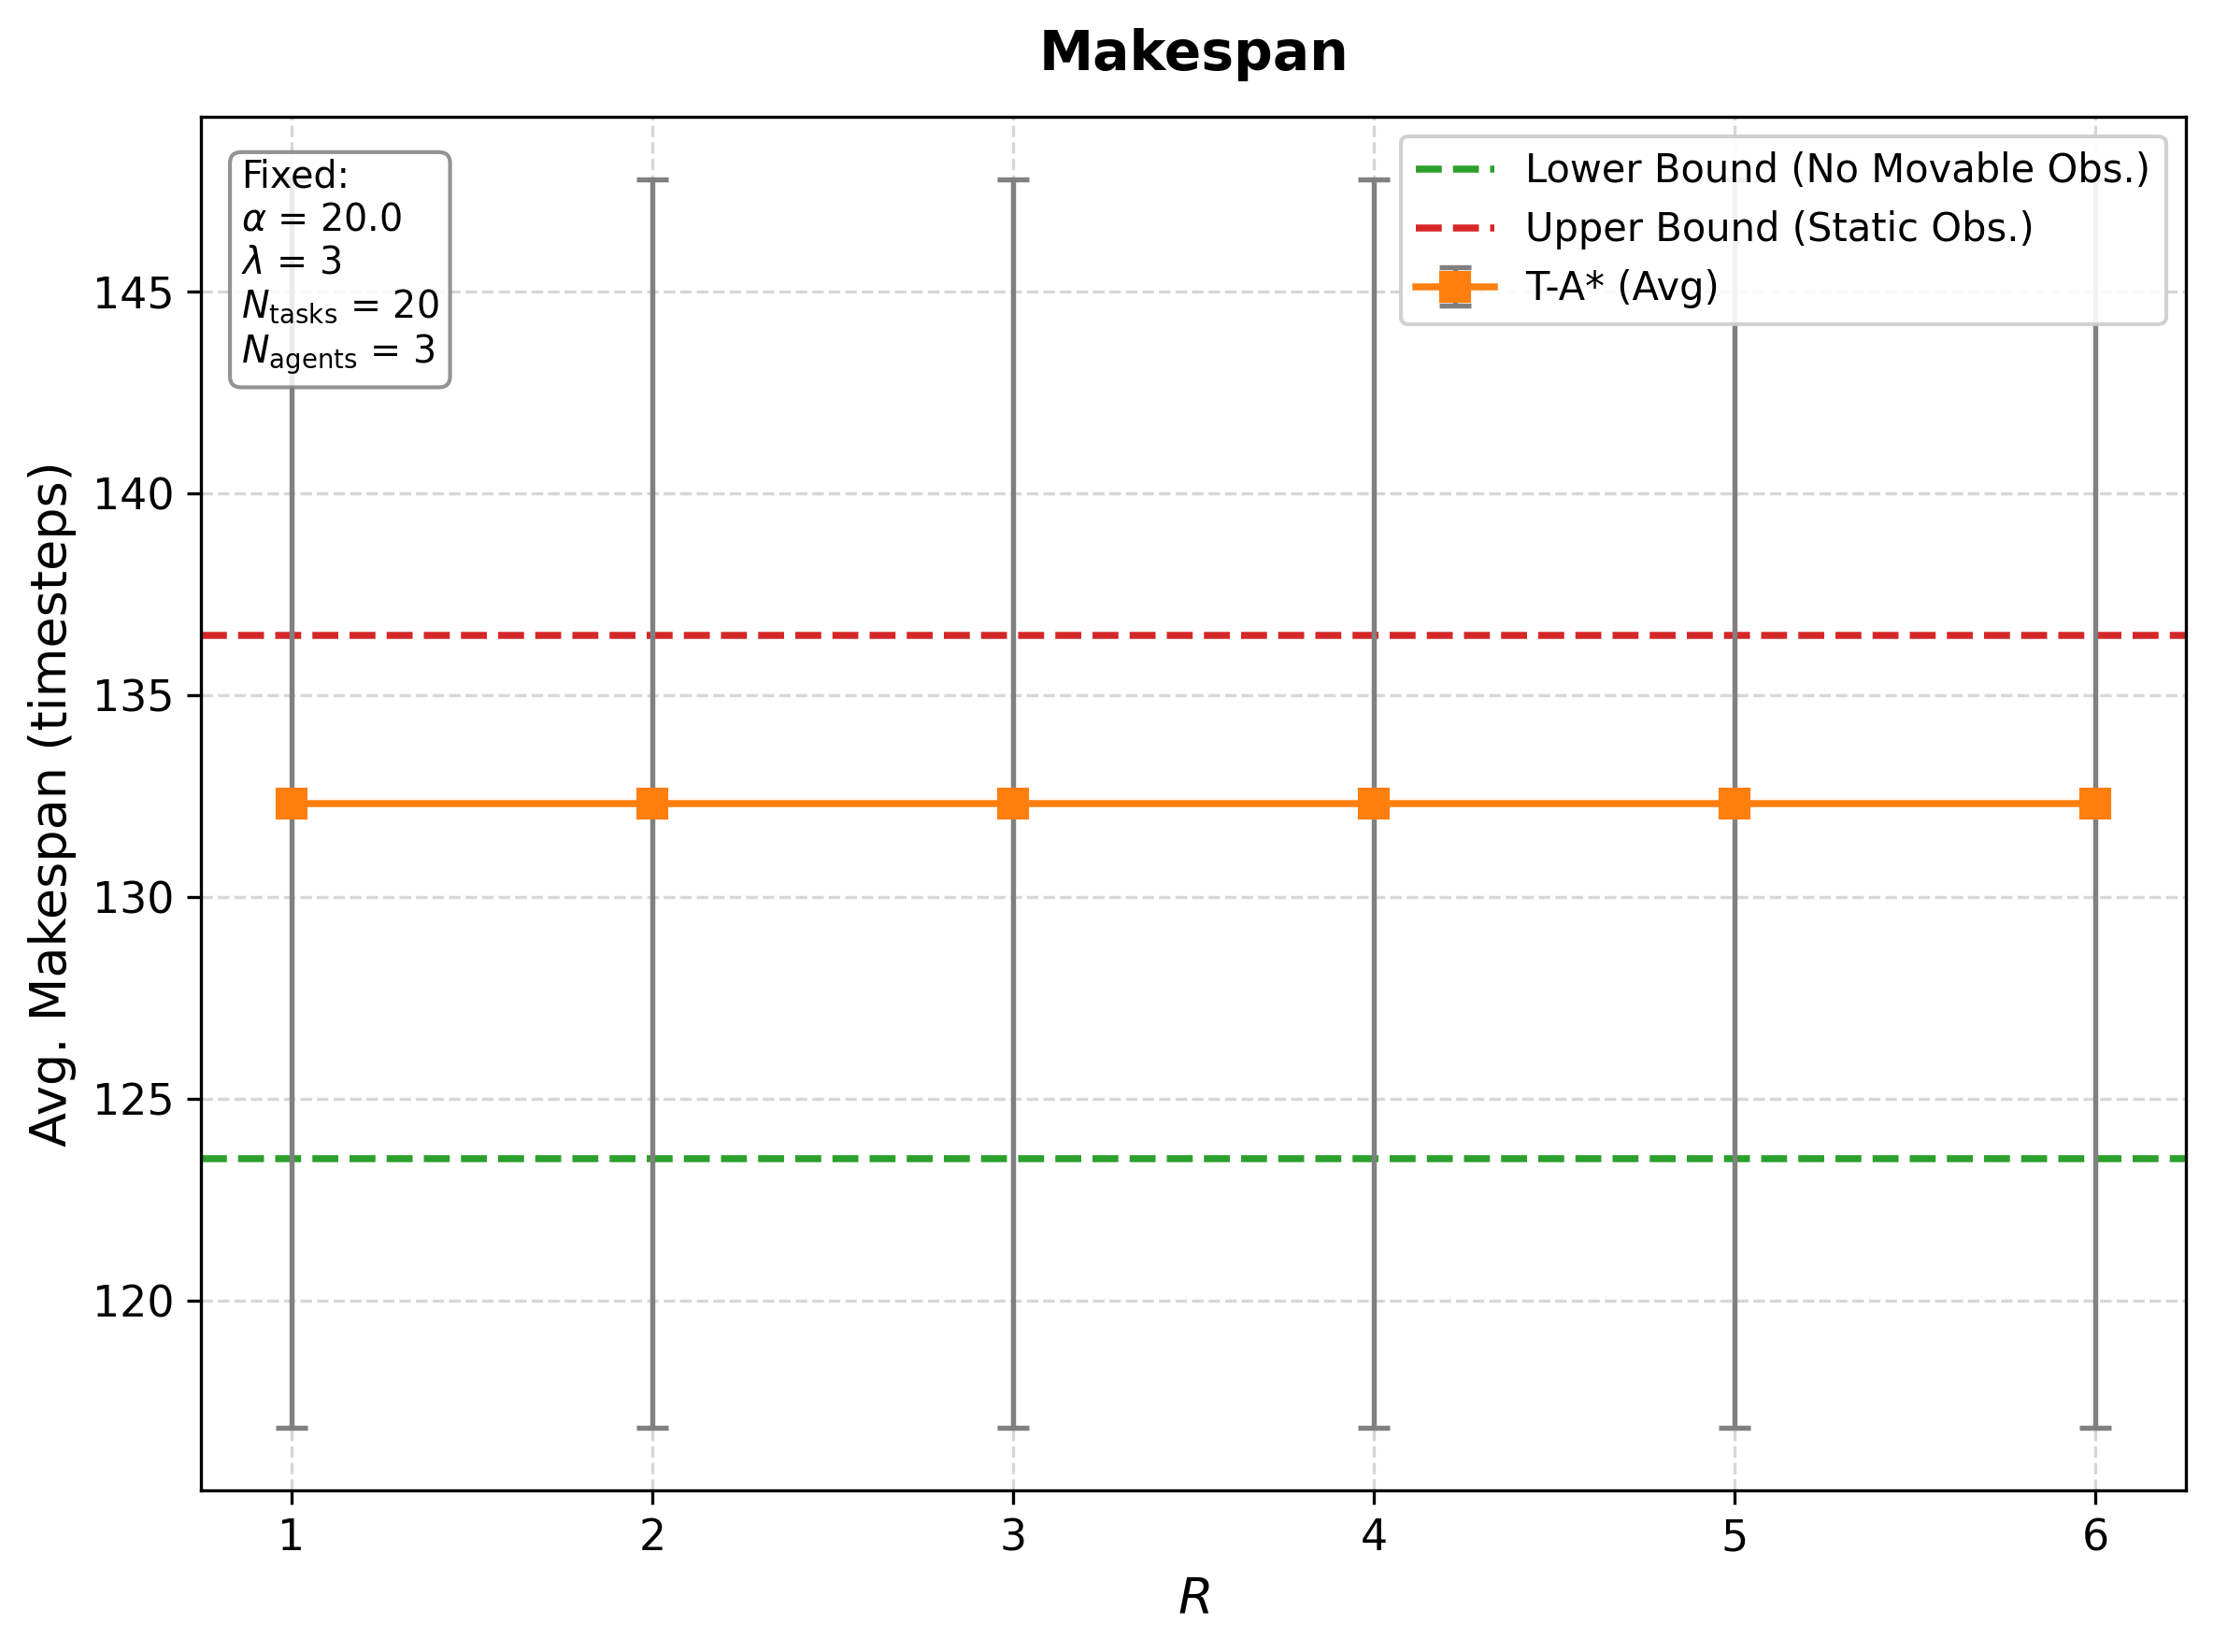 Makespan
Fixed:
α = 20.0
λ = 3
N_tasks = 20
N_agents = 3
Lower Bound (No Movable Obs.)
Upper Bound (Static Obs.)
T-A* (Avg)
Avg. Makespan (timesteps)
145
140
135
130
125
120
1 2 3 4 5 6
R